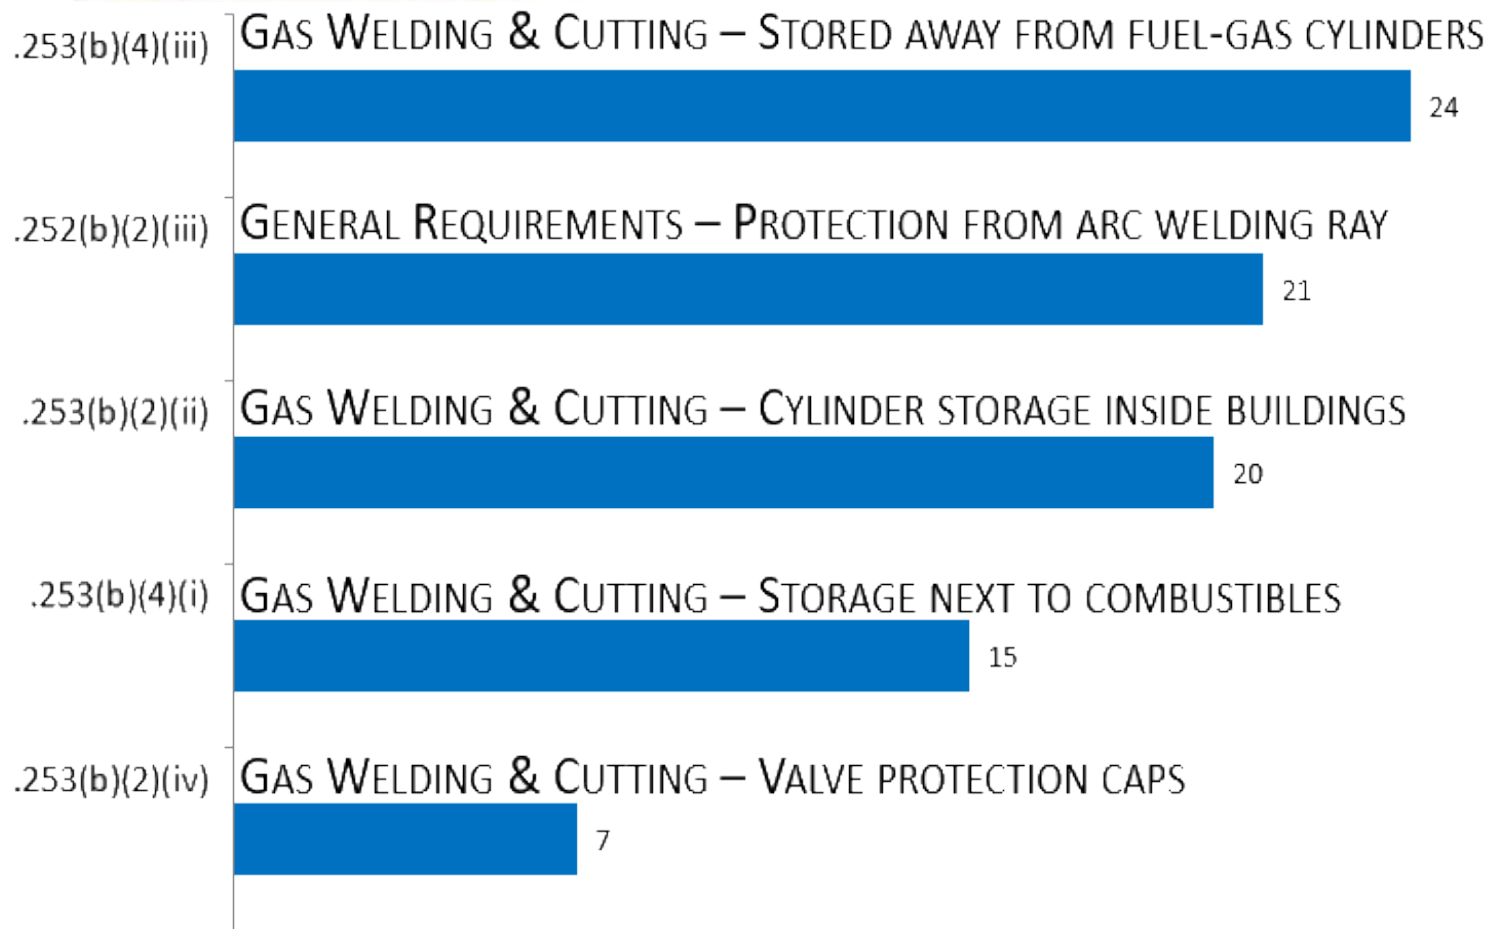 .253(b)(4)(iii) Gas Welding & Cutting – Stored away from fuel-gas cylinders
24
.252(b)(2)(iii) General Requirements – Protection from arc welding ray
21
.253(b)(2)(ii) Gas Welding & Cutting – Cylinder storage inside buildings
20
.253(b)(4)(i) Gas Welding & Cutting – Storage next to combustibles
15
.253(b)(2)(iv) Gas Welding & Cutting – Valve protection caps
7